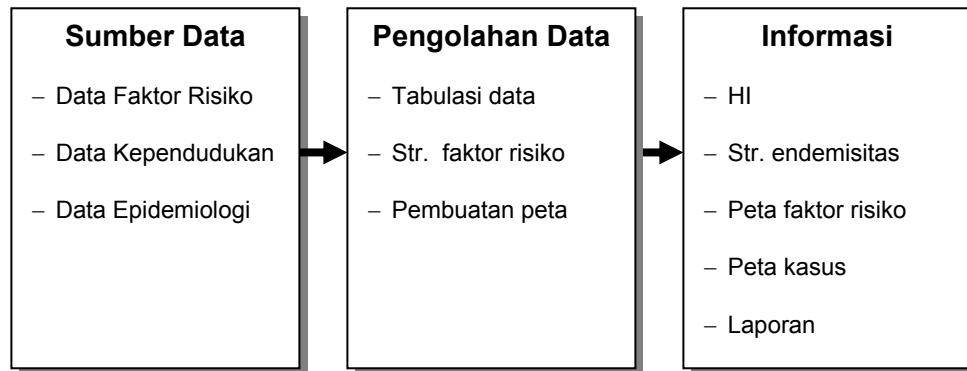 Sumber Data
– Data Faktor Risiko
– Data Kependudukan
– Data Epidemiologi
Pengolahan Data
– Tabulasi data
– Str. faktor risiko
– Pembuatan peta
Informasi
– HI
– Str. endemisitas
– Peta faktor risiko
– Peta kasus
– Laporan